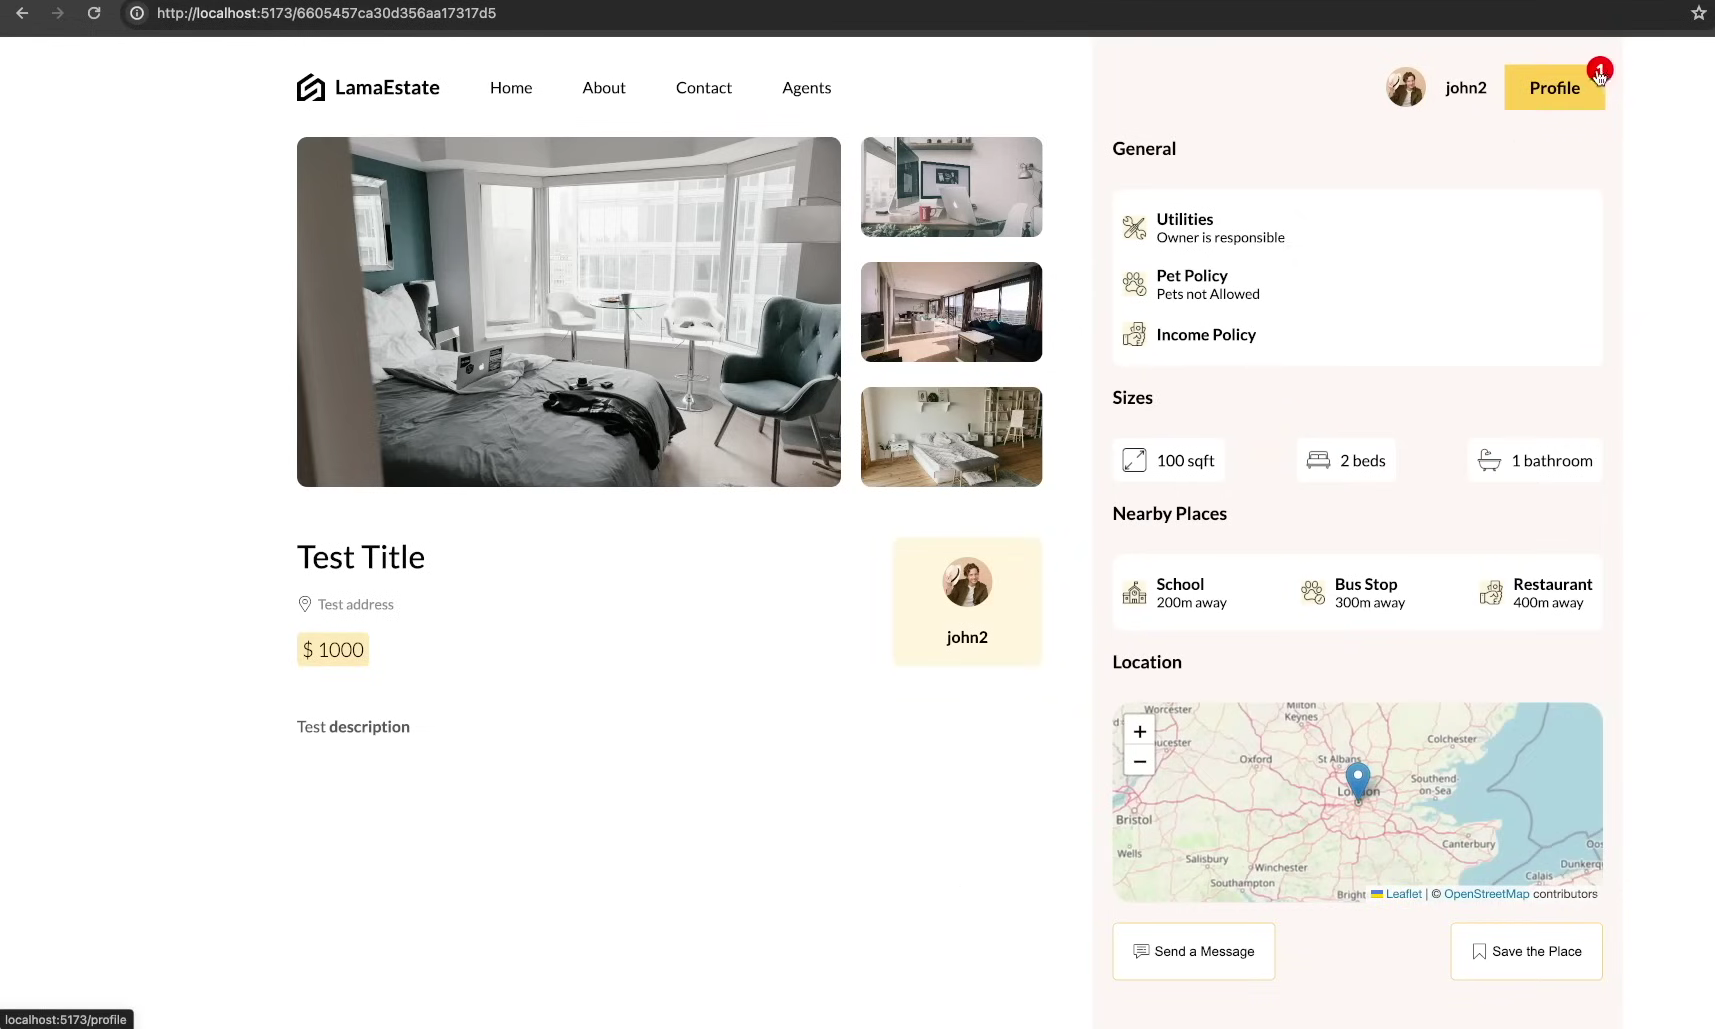 http://localhost:5173/6605457ca30d356aa17317d5
LamaEstate
Home
About
Contact
Agents
john2
Profile
1
General
Utilities
Owner is responsible
Pet Policy
Pets not Allowed
Income Policy
Sizes
100 sqft
2 beds
1 bathroom
Nearby Places
School
200m away
Bus Stop
300m away
Restaurant
400m away
Location
Test Title
Test address
$ 1000
john2
Test description
+
−
Worcester
Milton
Keynes
Colchester
Oxford
St Albans
Southend-
on-Sea
Bristol
Wells
Salisbury
Winchester
Southampton
Canterbury
Calais
Bright
Leaflet | © OpenStreetMap contributors
Send a Message
Save the Place
localhost:5173/profile